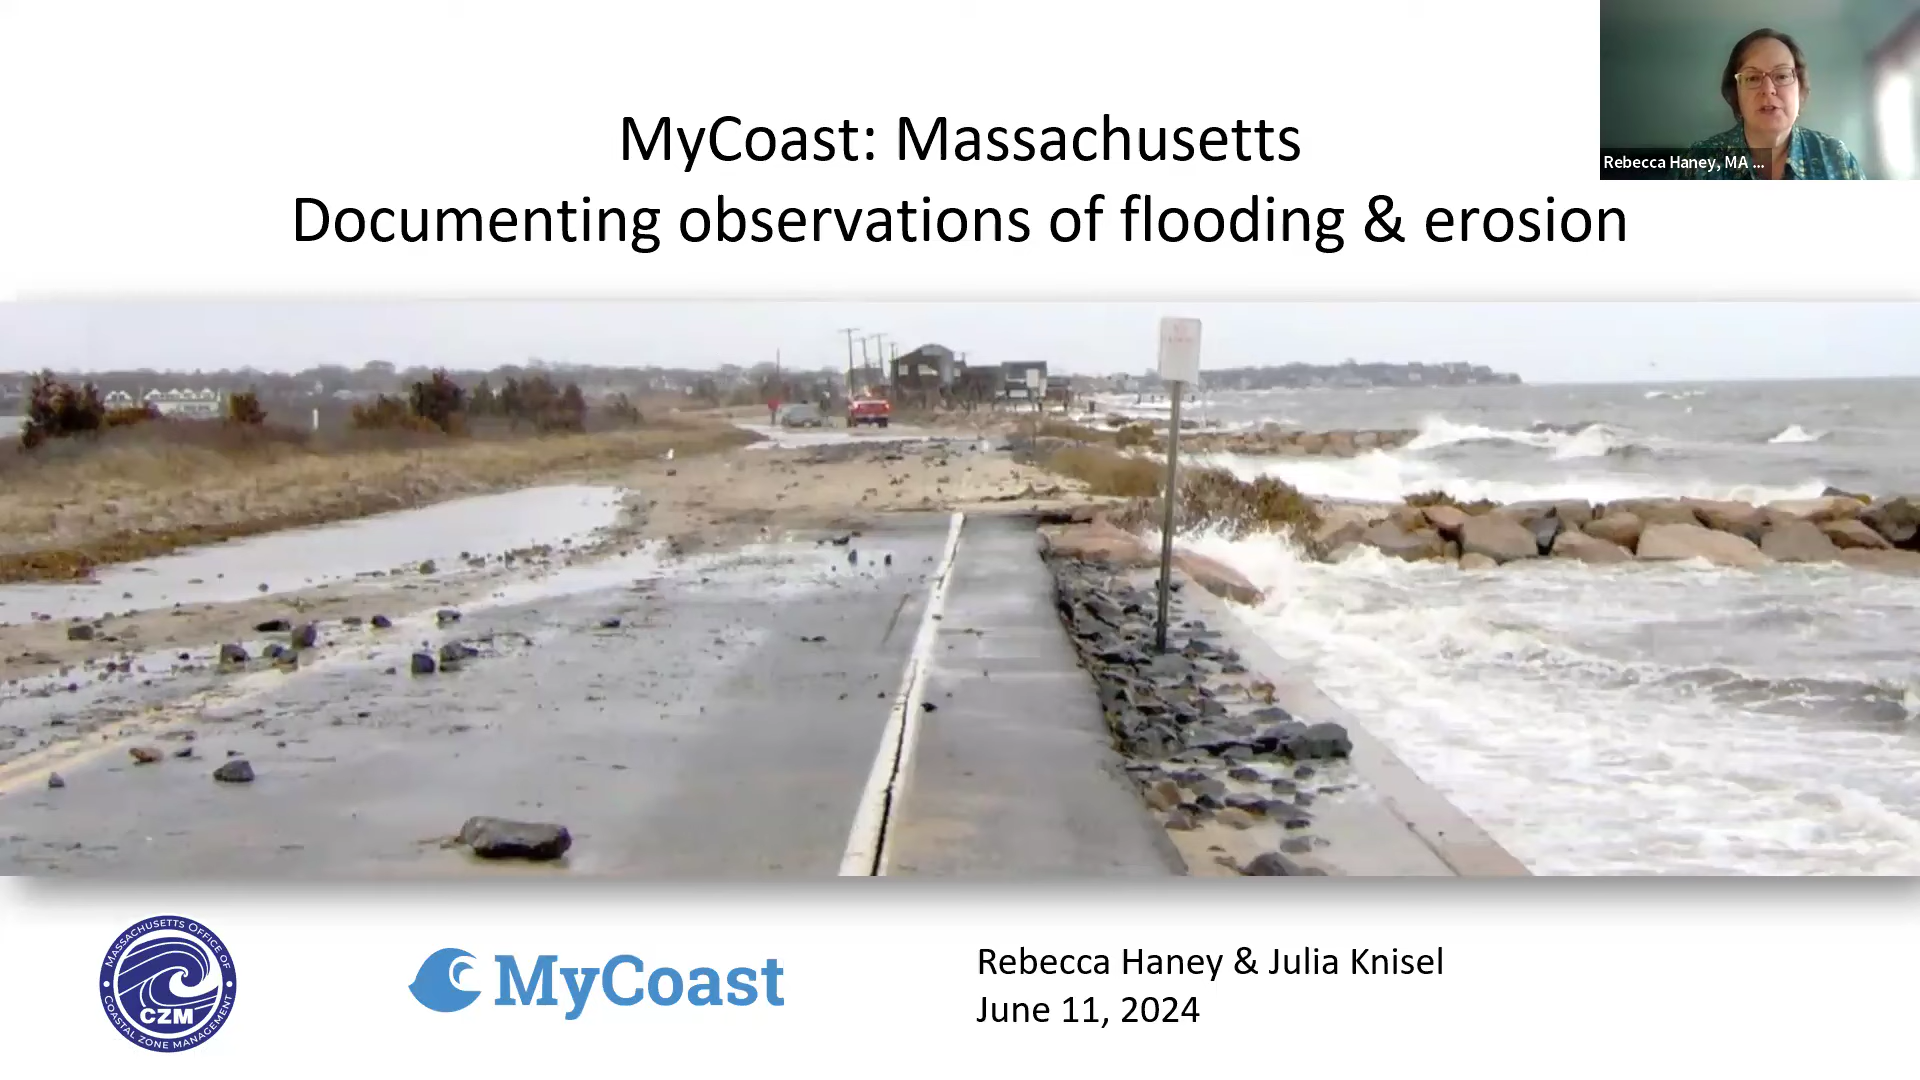 MyCoast: Massachusetts
Documenting observations of flooding & erosion
Rebecca Haney, MA ...
MASSACHUSETTS OFFICE OF
CZM
COASTAL ZONE MANAGEMENT
MyCoast
Rebecca Haney & Julia Knisel
June 11, 2024